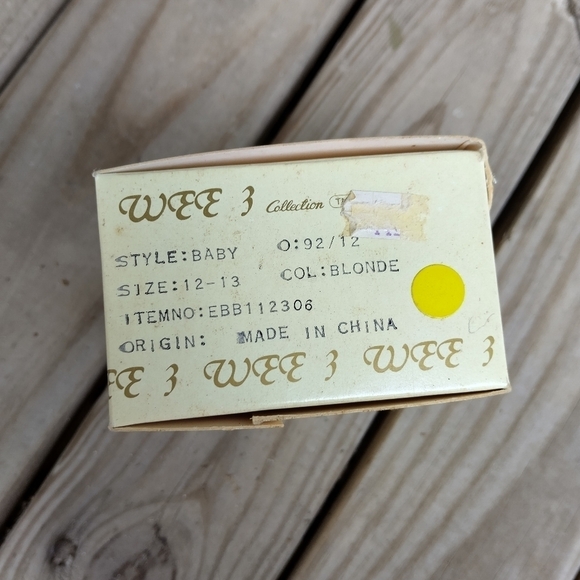 WEE 3 Collection TM
STYLE:BABY O:92/12
SIZE:12-13 COL:BLONDE
ITEMNO:EBB112306
ORIGIN: MADE IN CHINA
EE 3 WEE 3 WEE 3